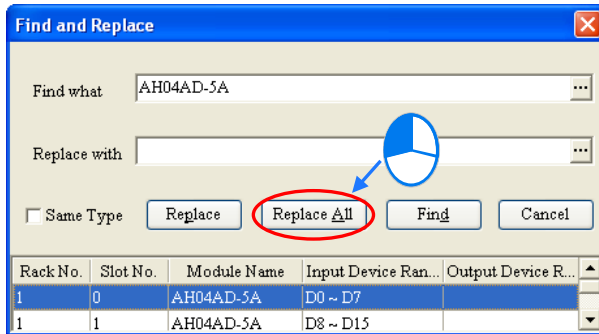 Find and Replace
Find what AH04AD-5A ...
Replace with ...
Same Type Replace Replace All Find Cancel
Rack No. Slot No. Module Name Input Device Ran... Output Device R...
1 0 AH04AD-5A D0 ~ D7
1 1 AH04AD-5A D8 ~ D15